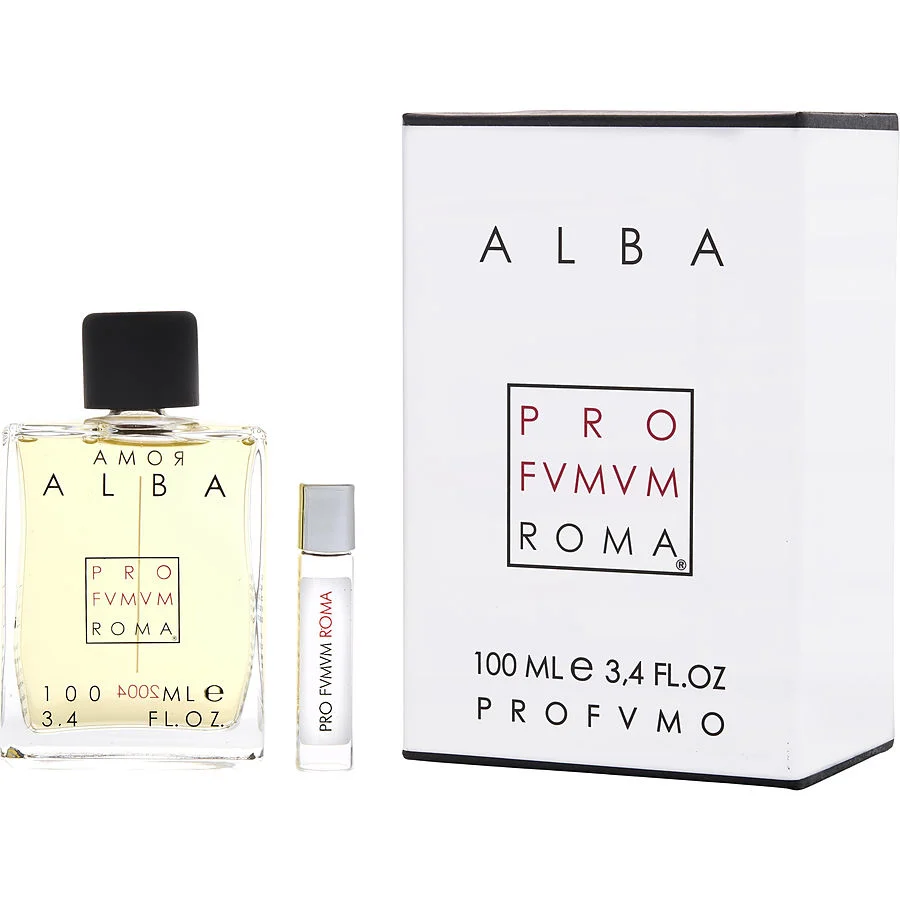 ROMA
ALBA
PRO
FVMVM
ROMA®
100 2004 ML ℮
3.4 FL.OZ.
PRO FVMVM ROMA
ALBA
PRO
FVMVM
ROMA®
100 ML ℮ 3,4 FL.OZ
PROFVMO